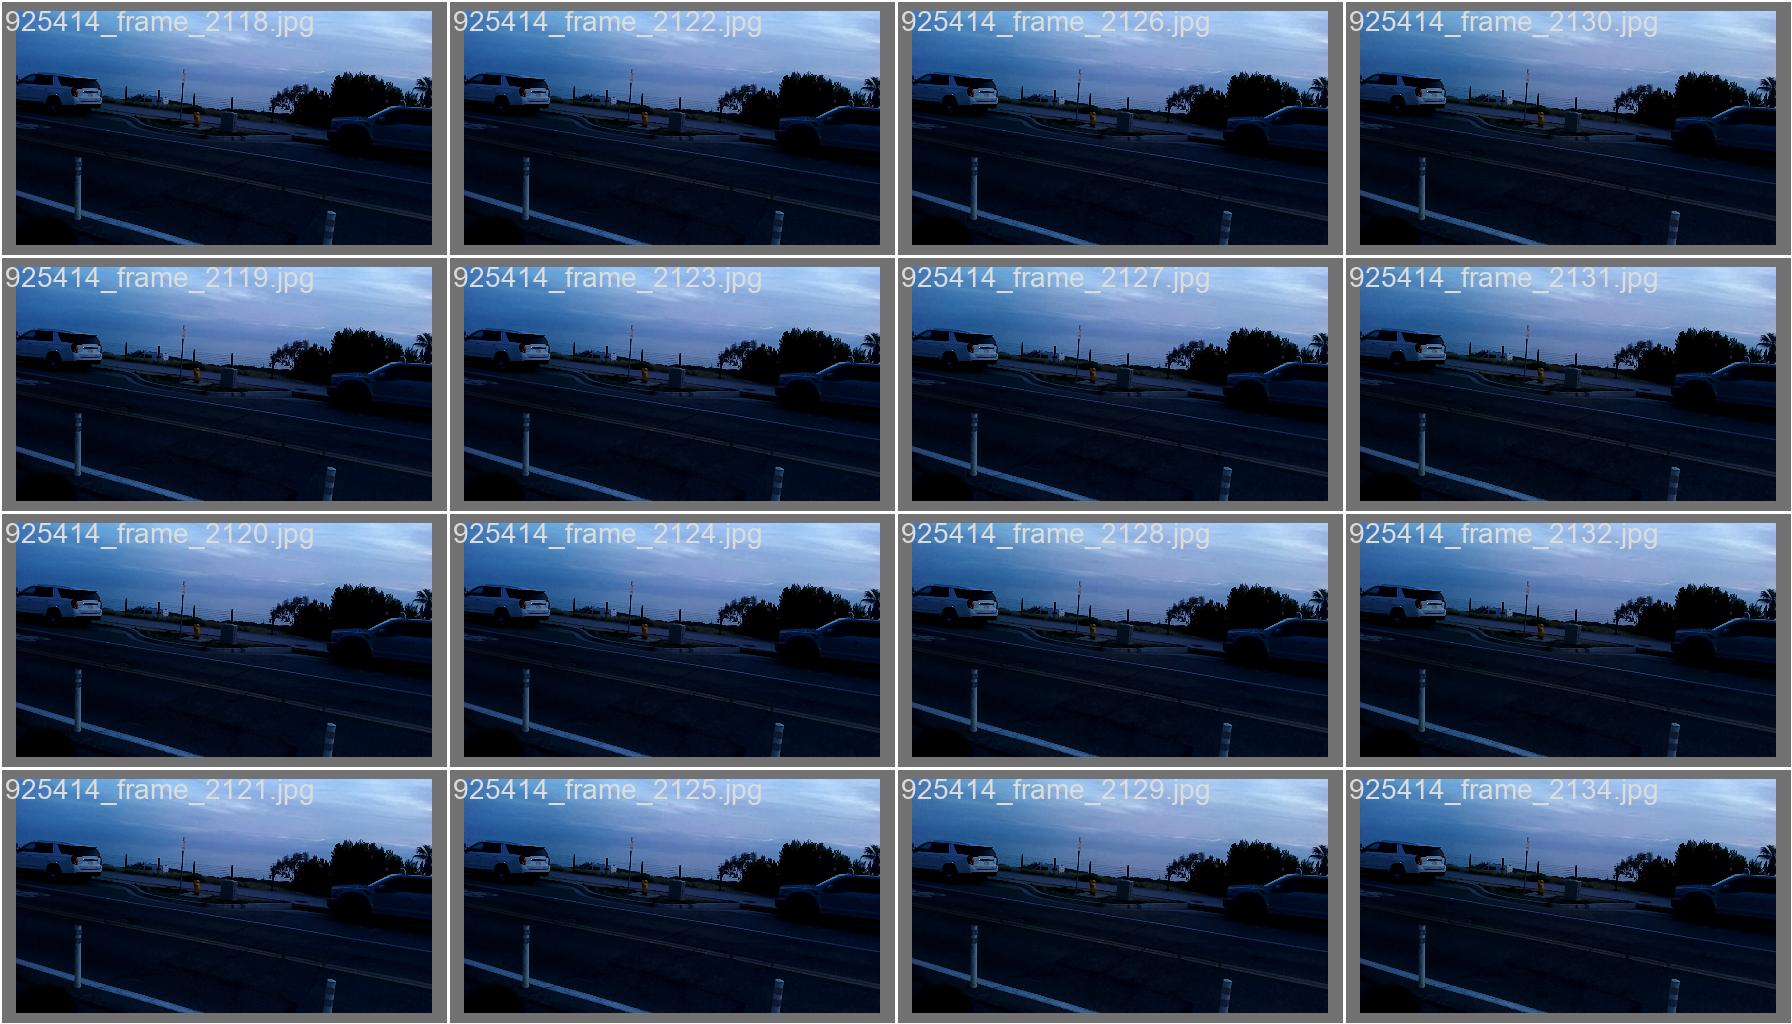 925414_frame_2118.jpg
925414_frame_2122.jpg
925414_frame_2126.jpg
925414_frame_2130.jpg
925414_frame_2119.jpg
925414_frame_2123.jpg
925414_frame_2127.jpg
925414_frame_2131.jpg
925414_frame_2120.jpg
925414_frame_2124.jpg
925414_frame_2128.jpg
925414_frame_2132.jpg
925414_frame_2121.jpg
925414_frame_2125.jpg
925414_frame_2129.jpg
925414_frame_2134.jpg